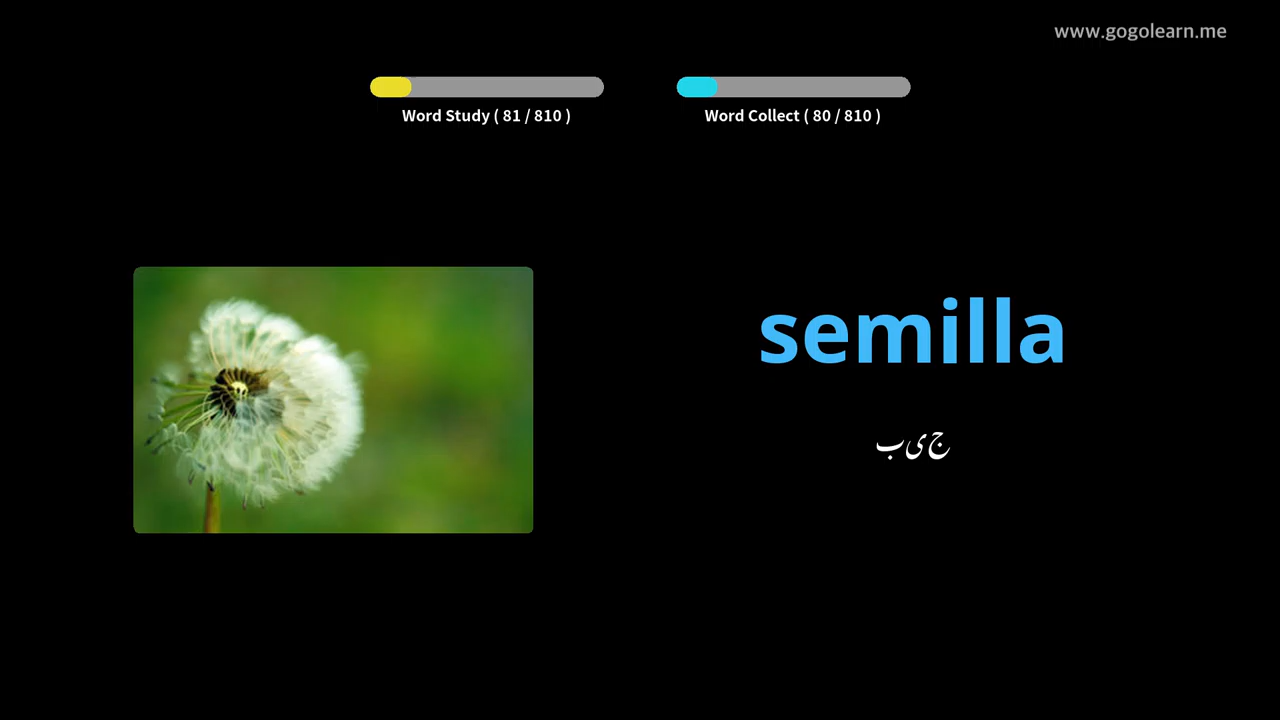 www.gogolearn.me
Word Study ( 81 / 810 )
Word Collect ( 80 / 810 )
semilla
ج ی ب